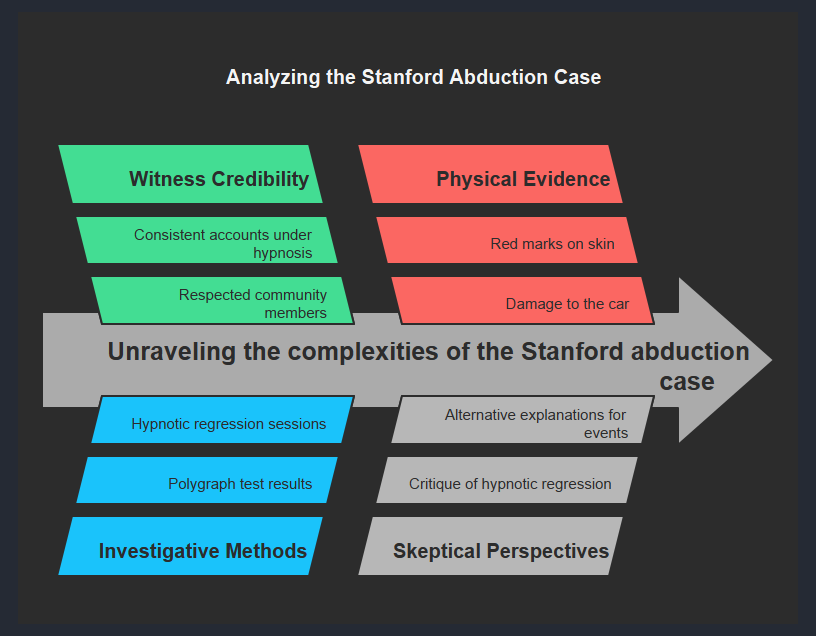 Analyzing the Stanford Abduction Case
Witness Credibility
Physical Evidence
Consistent accounts under
hypnosis
Red marks on skin
Respected community
members
Damage to the car
Unraveling the complexities of the Stanford abduction
case
Hypnotic regression sessions
Alternative explanations for
events
Polygraph test results
Critique of hypnotic regression
Investigative Methods
Skeptical Perspectives